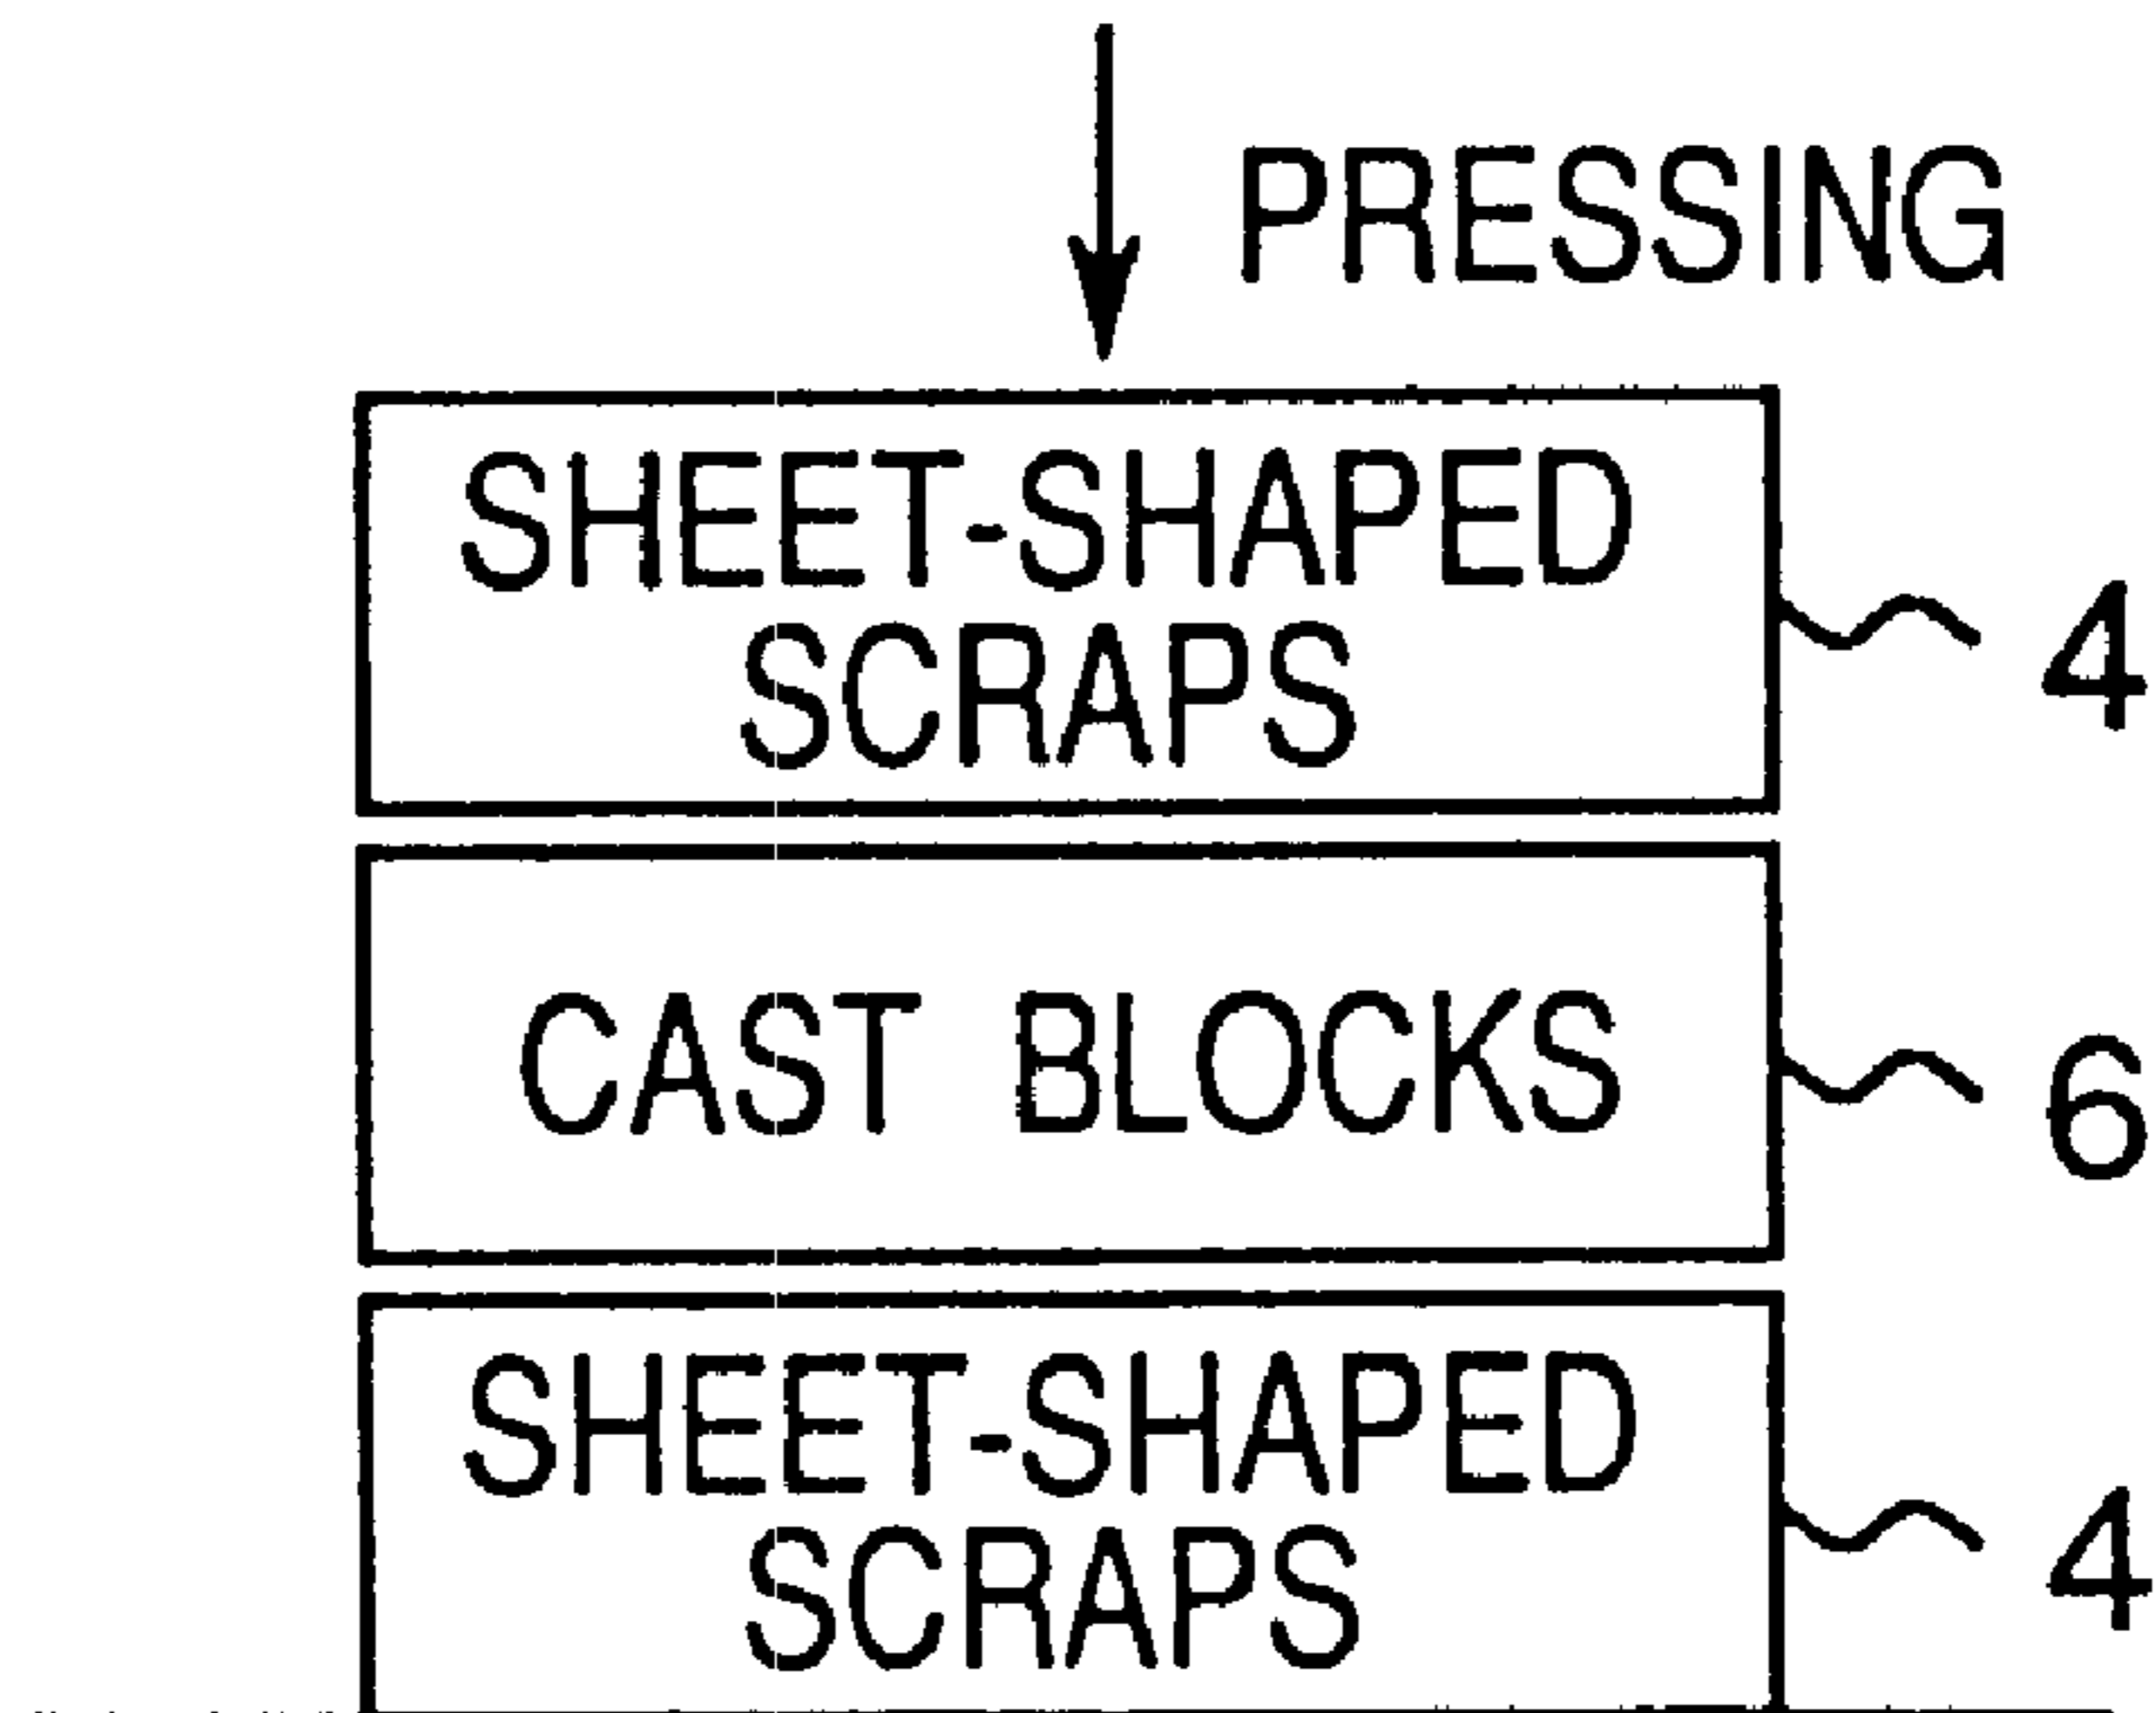 PRESSING
SHEET-SHAPED
SCRAPS
4
CAST BLOCKS
6
SHEET-SHAPED
SCRAPS
4